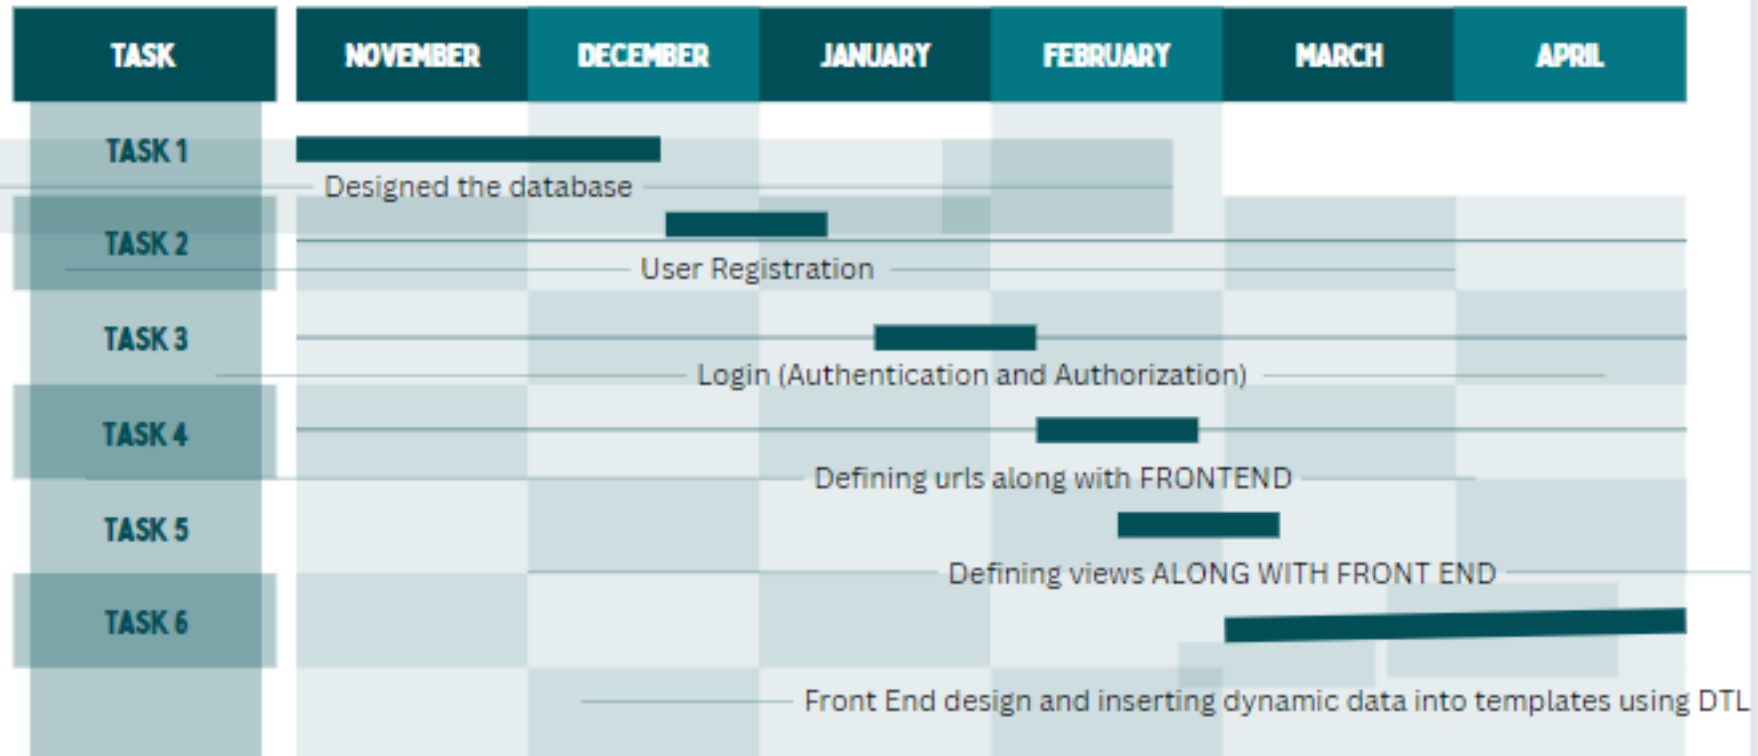 TASK NOVEMBER DECEMBER JANUARY FEBRUARY MARCH APRIL
TASK 1
Designed the database
TASK 2
User Registration
TASK 3
Login (Authentication and Authorization)
TASK 4
Defining urls along with FRONTEND
TASK 5
Defining views ALONG WITH FRONT END
TASK 6
Front End design and inserting dynamic data into templates using DTL